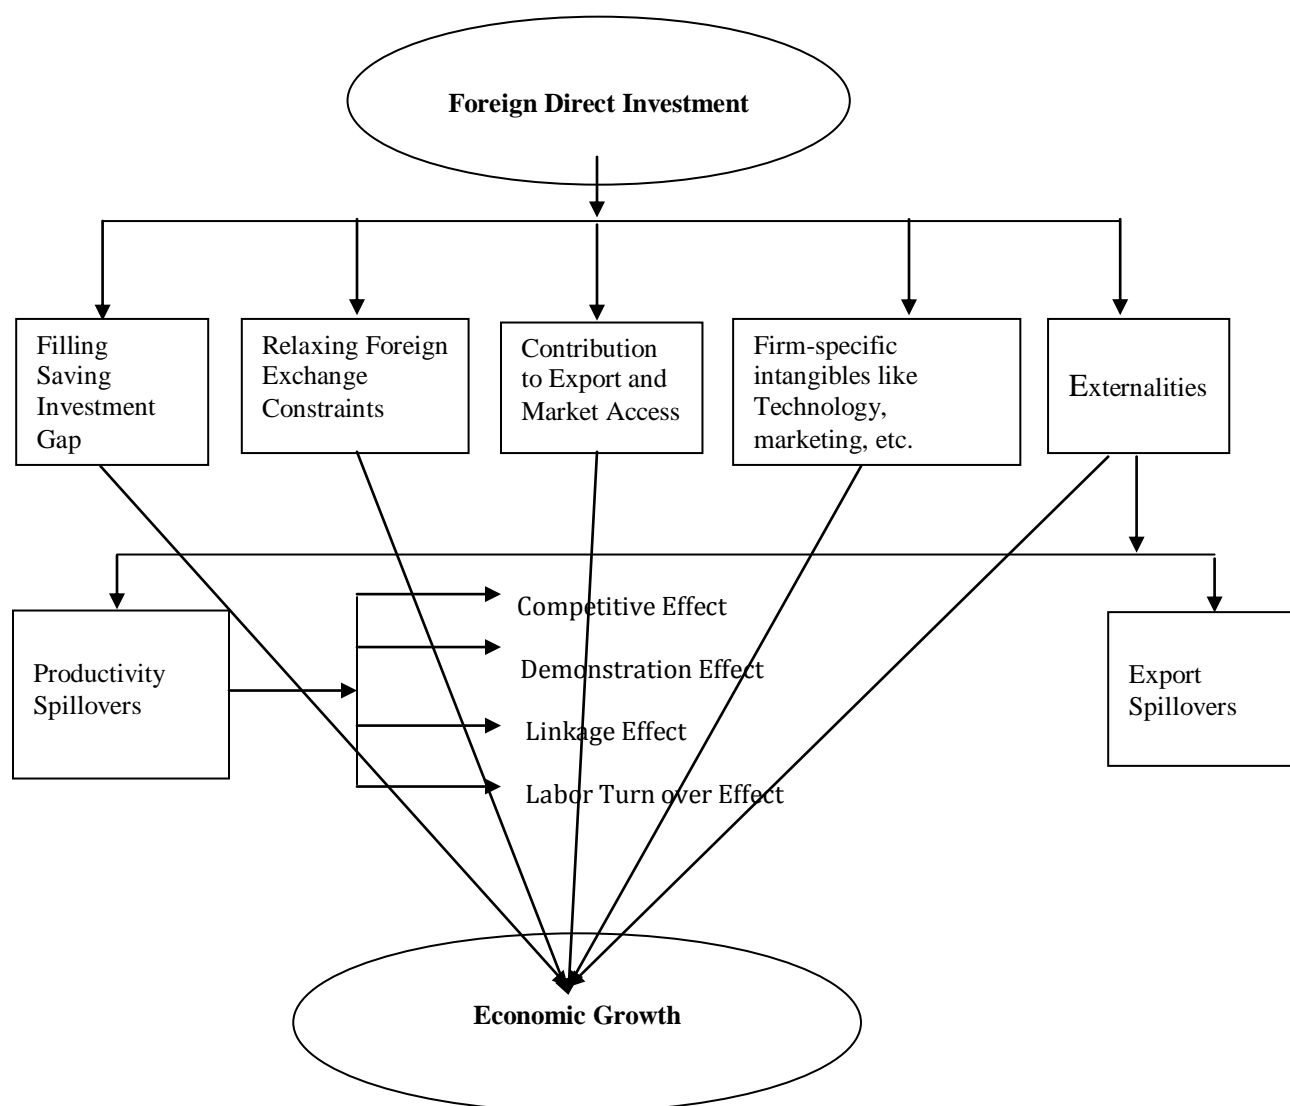 Foreign Direct Investment
Filling
Saving
Investment
Gap
Relaxing Foreign
Exchange
Constraints
Contribution
to Export and
Market Access
Firm-specific
intangibles like
Technology,
marketing, etc.
Externalities
Productivity
Spillovers
Competitive Effect
Demonstration Effect
Linkage Effect
Labor Turn over Effect
Export
Spillovers
Economic Growth